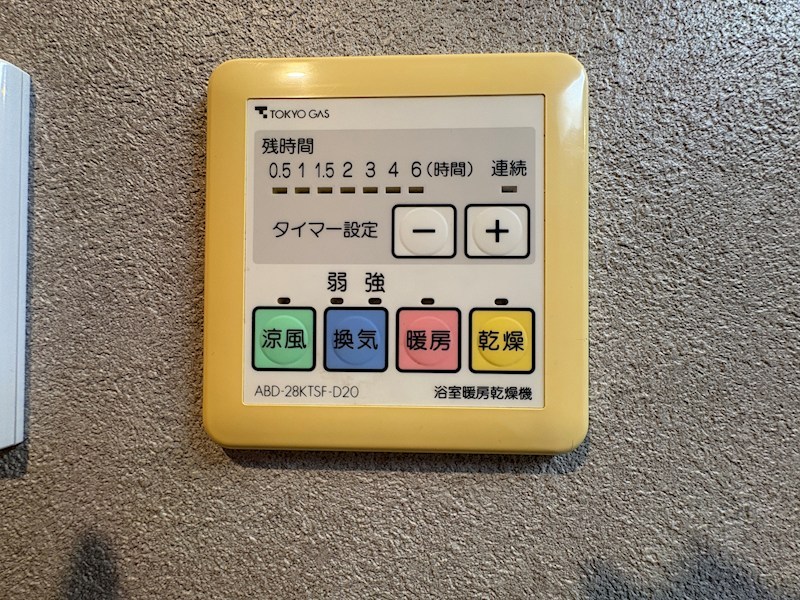 TOKYO GAS
残時間
0.5 1 1.5 2 3 4 6 (時間) 連続
タイマー設定 − +
弱 強
涼風 換気 暖房 乾燥
ABD-28KTSF-D20 浴室暖房乾燥機